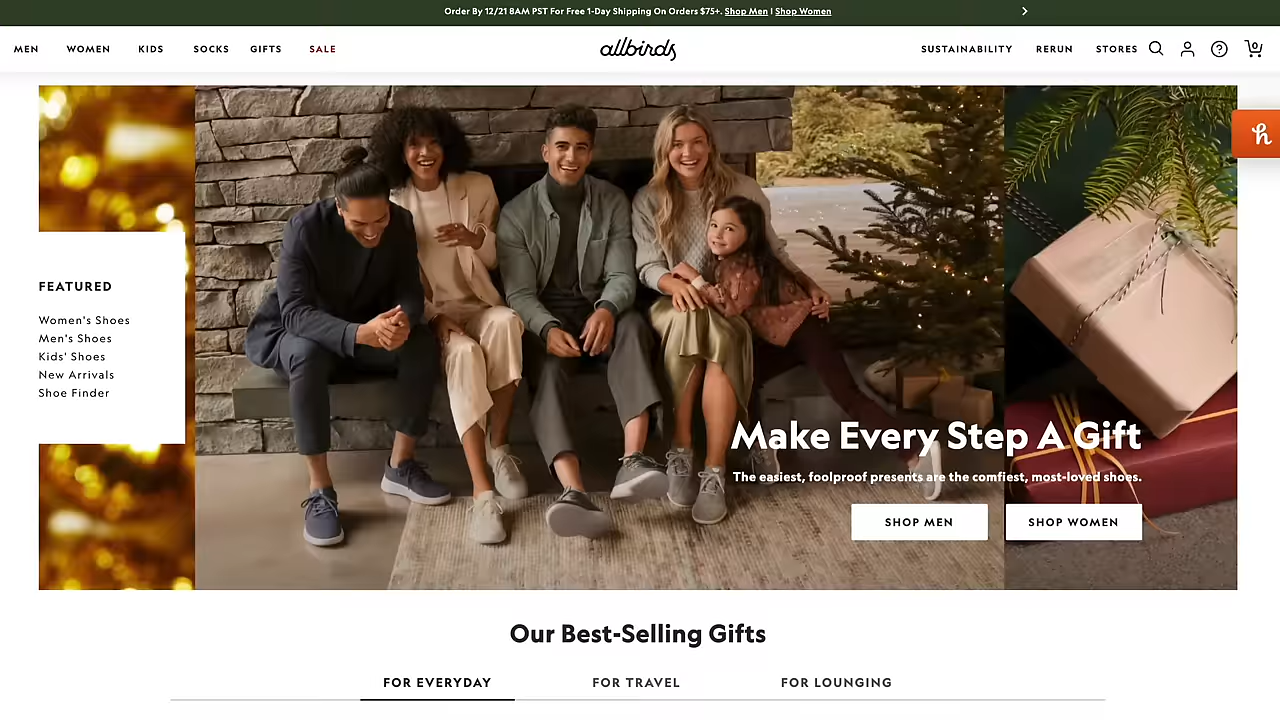 Order By 12/21 8AM PST For Free 1-Day Shipping On Orders $75+. Shop Men | Shop Women
MEN WOMEN KIDS SOCKS GIFTS SALE allbirds SUSTAINABILITY RERUN STORES ? 0
h
FEATURED
Women's Shoes
Men's Shoes
Kids' Shoes
New Arrivals
Shoe Finder
Make Every Step A Gift
The easiest, foolproof presents are the comfiest, most-loved shoes.
SHOP MEN SHOP WOMEN
Our Best-Selling Gifts
FOR EVERYDAY FOR TRAVEL FOR LOUNGING